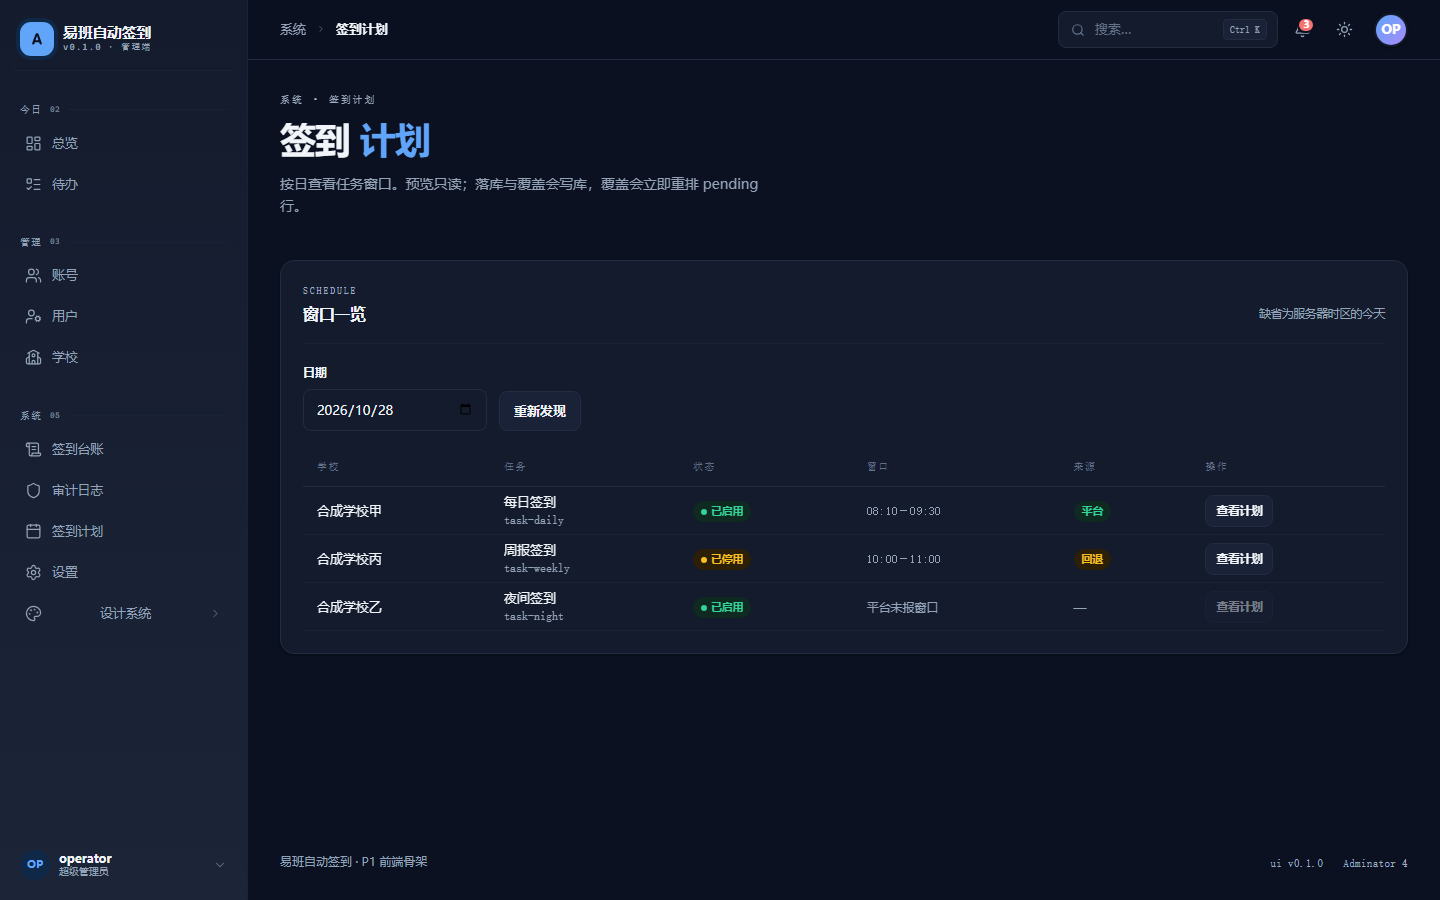 A
易班自动签到
v0.1.0 · 管理端
系统 › 签到计划
搜索...
Ctrl K
3
OP
今日 02
总览
待办
管理 03
账号
用户
学校
系统 05
签到台账
审计日志
签到计划
设置
设计系统
OP
operator
超级管理员
系统 · 签到计划
签到 计划
按日查看任务窗口。预览只读；落库与覆盖会写库，覆盖会立即重排 pending
行。
SCHEDULE
窗口一览
缺省为服务器时区的今天
日期
2026/10/28
重新发现
学校 任务 状态 窗口 来源 操作
合成学校甲 每日签到 已启用 08:10—09:30 平台 查看计划
task-daily
合成学校丙 周报签到 已停用 10:00—11:00 回退 查看计划
task-weekly
合成学校乙 夜间签到 已启用 平台未报窗口 — 查看计划
task-night
易班自动签到 · P1 前端骨架
ui v0.1.0 Adminator 4